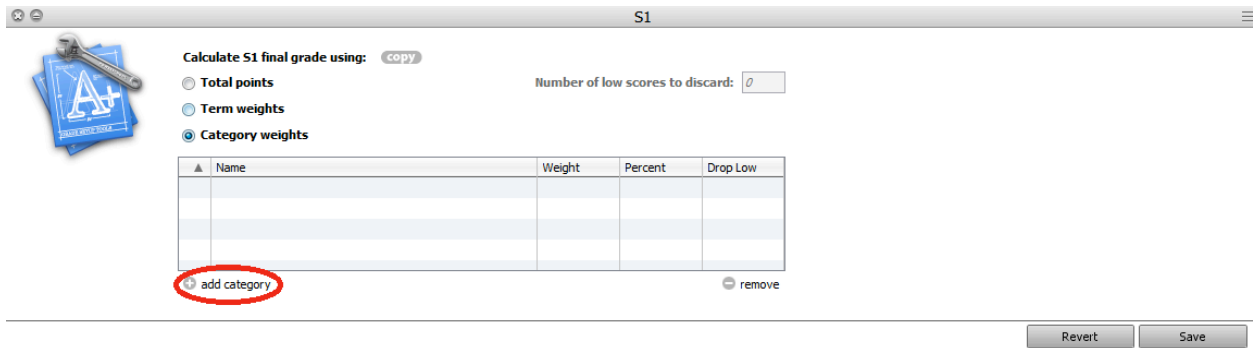 S1
Calculate S1 final grade using: copy
Total points Number of low scores to discard: 0
Term weights
Category weights
Name Weight Percent Drop Low
add category remove
Revert Save
A+